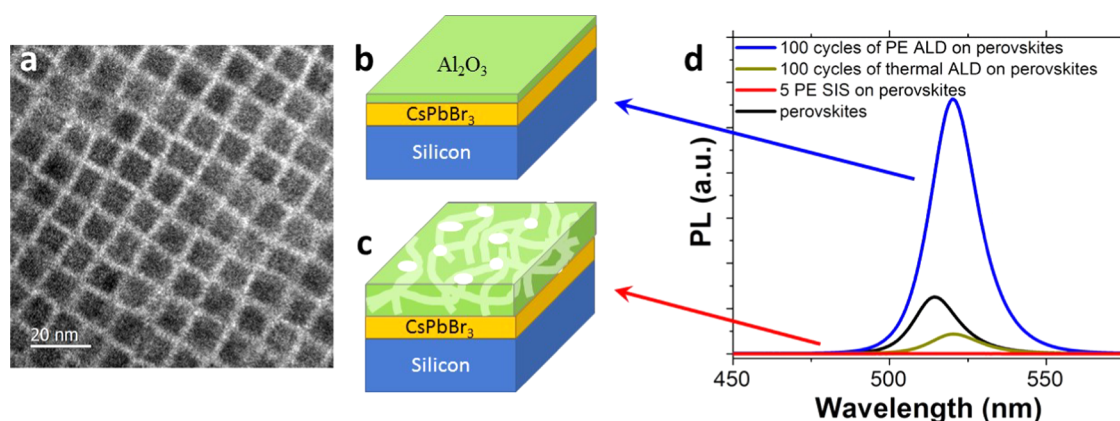 a
20 nm
b
Al₂O₃
CsPbBr₃
Silicon
c
CsPbBr₃
Silicon
d
100 cycles of PE ALD on perovskites
100 cycles of thermal ALD on perovskites
5 PE SIS on perovskites
perovskites
PL (a.u.)
450
500
550
Wavelength (nm)